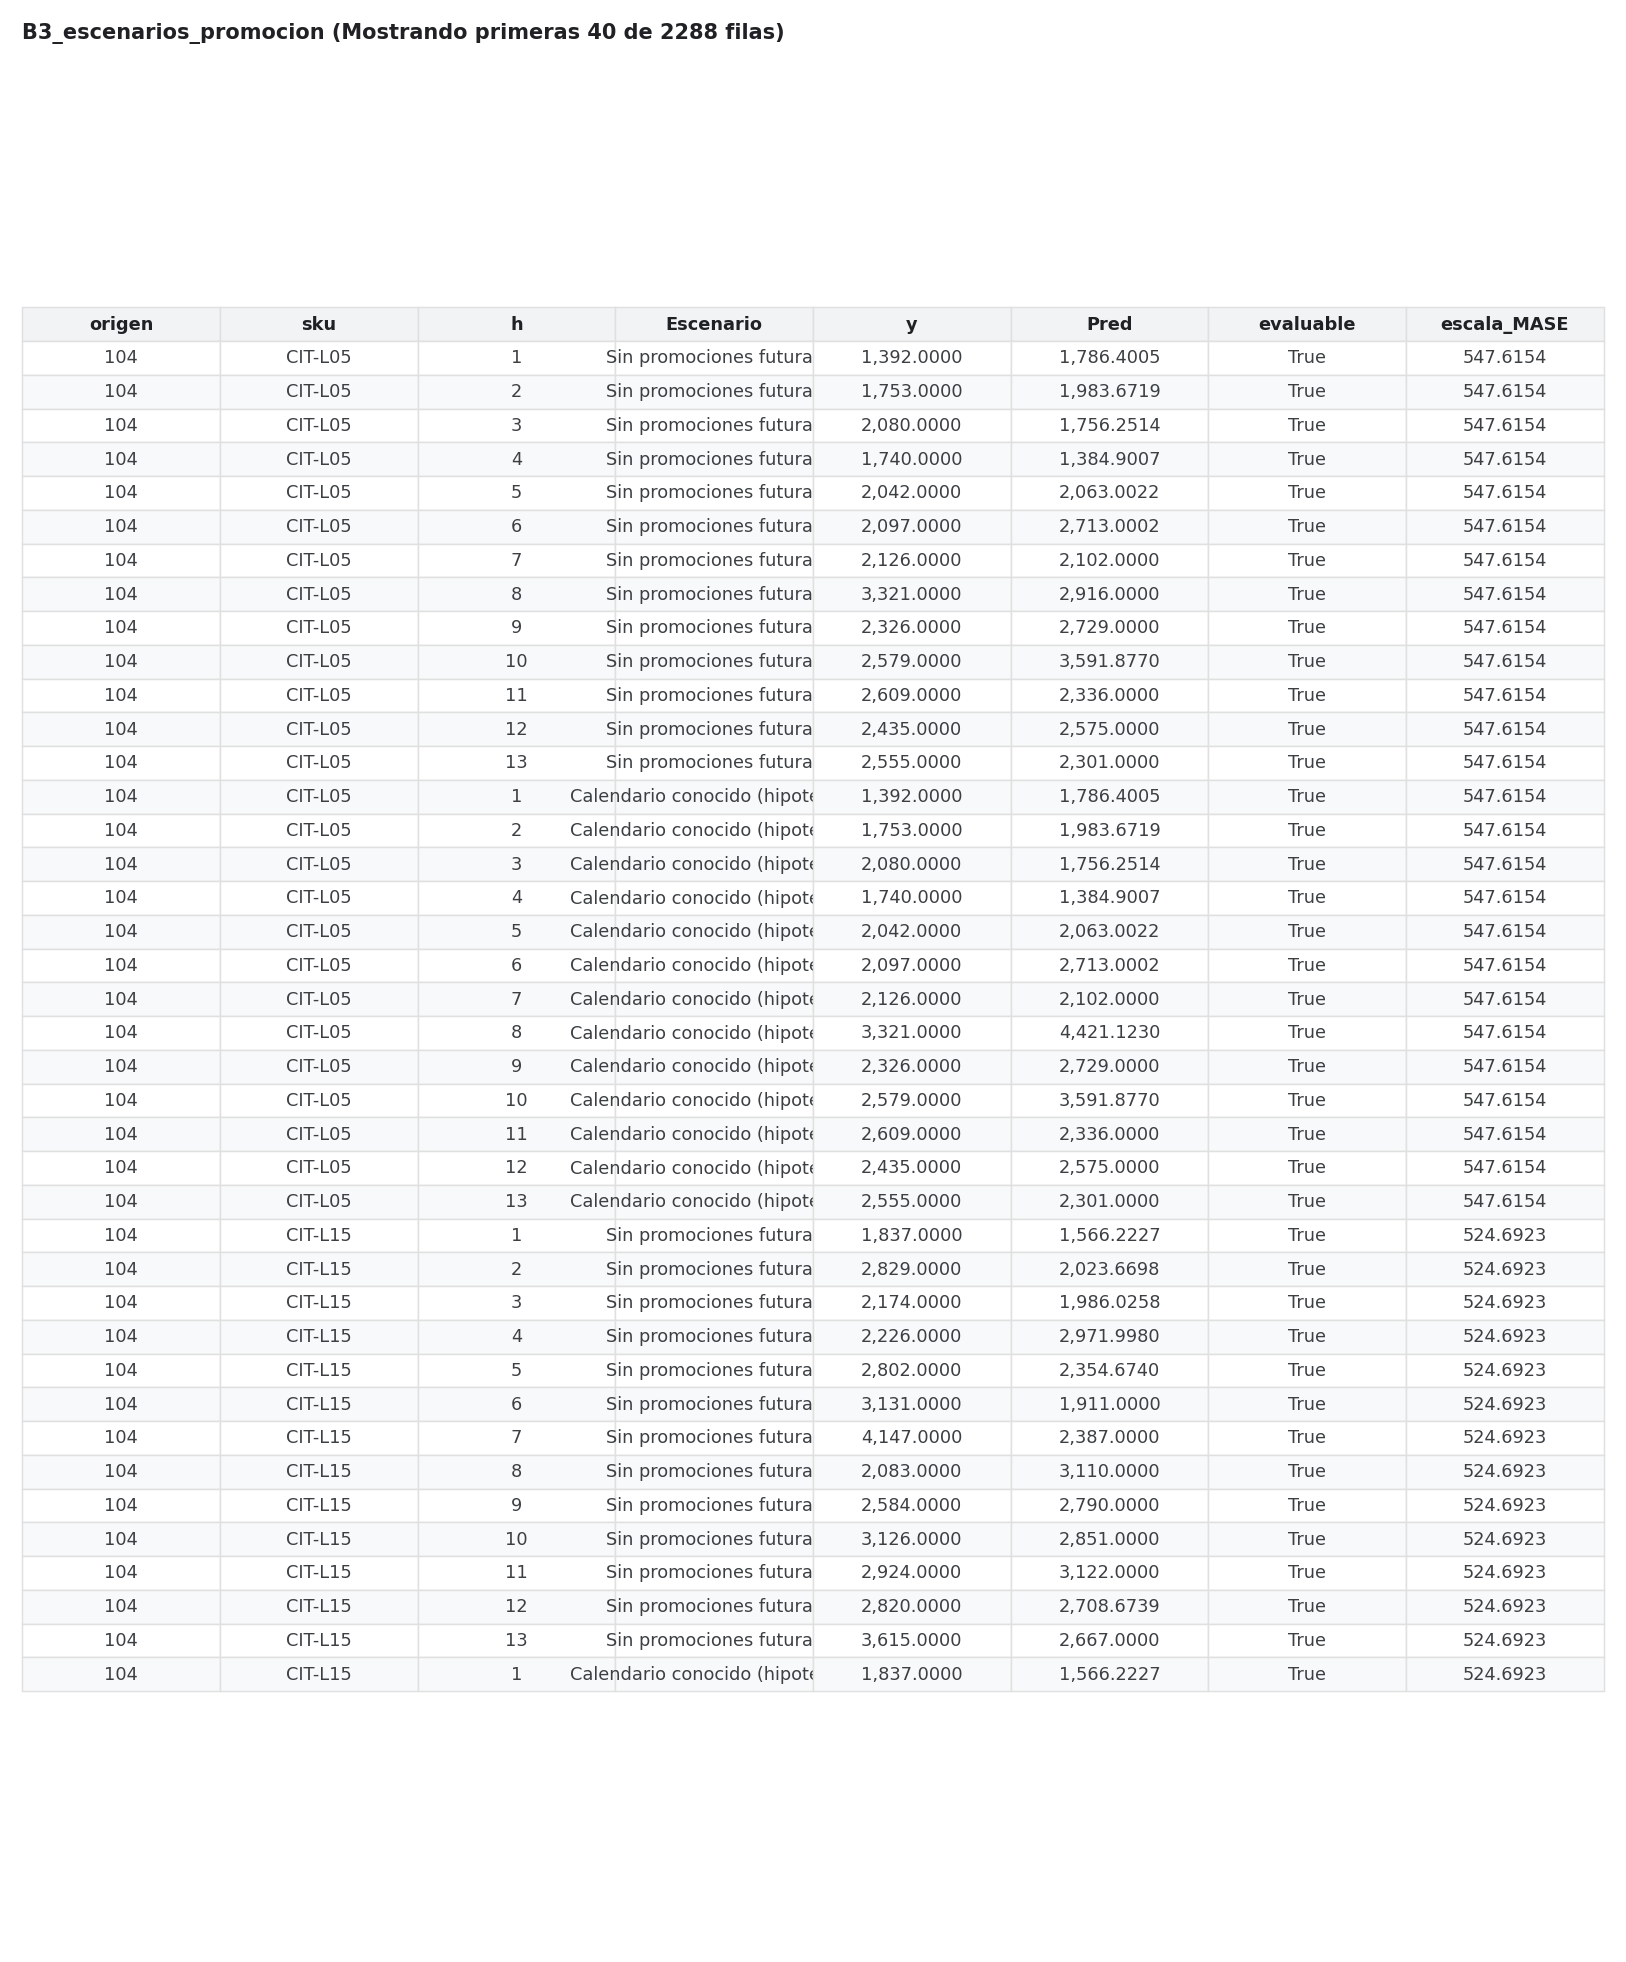 B3_escenarios_promocion (Mostrando primeras 40 de 2288 filas)
origen sku h Escenario y Pred evaluable escala_MASE
104 CIT-L05 1 Sin promociones futura 1,392.0000 1,786.4005 True 547.6154
104 CIT-L05 2 Sin promociones futura 1,753.0000 1,983.6719 True 547.6154
104 CIT-L05 3 Sin promociones futura 2,080.0000 1,756.2514 True 547.6154
104 CIT-L05 4 Sin promociones futura 1,740.0000 1,384.9007 True 547.6154
104 CIT-L05 5 Sin promociones futura 2,042.0000 2,063.0022 True 547.6154
104 CIT-L05 6 Sin promociones futura 2,097.0000 2,713.0002 True 547.6154
104 CIT-L05 7 Sin promociones futura 2,126.0000 2,102.0000 True 547.6154
104 CIT-L05 8 Sin promociones futura 3,321.0000 2,916.0000 True 547.6154
104 CIT-L05 9 Sin promociones futura 2,326.0000 2,729.0000 True 547.6154
104 CIT-L05 10 Sin promociones futura 2,579.0000 3,591.8770 True 547.6154
104 CIT-L05 11 Sin promociones futura 2,609.0000 2,336.0000 True 547.6154
104 CIT-L05 12 Sin promociones futura 2,435.0000 2,575.0000 True 547.6154
104 CIT-L05 13 Sin promociones futura 2,555.0000 2,301.0000 True 547.6154
104 CIT-L05 1 Calendario conocido (hipote 1,392.0000 1,786.4005 True 547.6154
104 CIT-L05 2 Calendario conocido (hipote 1,753.0000 1,983.6719 True 547.6154
104 CIT-L05 3 Calendario conocido (hipote 2,080.0000 1,756.2514 True 547.6154
104 CIT-L05 4 Calendario conocido (hipote 1,740.0000 1,384.9007 True 547.6154
104 CIT-L05 5 Calendario conocido (hipote 2,042.0000 2,063.0022 True 547.6154
104 CIT-L05 6 Calendario conocido (hipote 2,097.0000 2,713.0002 True 547.6154
104 CIT-L05 7 Calendario conocido (hipote 2,126.0000 2,102.0000 True 547.6154
104 CIT-L05 8 Calendario conocido (hipote 3,321.0000 4,421.1230 True 547.6154
104 CIT-L05 9 Calendario conocido (hipote 2,326.0000 2,729.0000 True 547.6154
104 CIT-L05 10 Calendario conocido (hipote 2,579.0000 3,591.8770 True 547.6154
104 CIT-L05 11 Calendario conocido (hipote 2,609.0000 2,336.0000 True 547.6154
104 CIT-L05 12 Calendario conocido (hipote 2,435.0000 2,575.0000 True 547.6154
104 CIT-L05 13 Calendario conocido (hipote 2,555.0000 2,301.0000 True 547.6154
104 CIT-L15 1 Sin promociones futura 1,837.0000 1,566.2227 True 524.6923
104 CIT-L15 2 Sin promociones futura 2,829.0000 2,023.6698 True 524.6923
104 CIT-L15 3 Sin promociones futura 2,174.0000 1,986.0258 True 524.6923
104 CIT-L15 4 Sin promociones futura 2,226.0000 2,971.9980 True 524.6923
104 CIT-L15 5 Sin promociones futura 2,802.0000 2,354.6740 True 524.6923
104 CIT-L15 6 Sin promociones futura 3,131.0000 1,911.0000 True 524.6923
104 CIT-L15 7 Sin promociones futura 4,147.0000 2,387.0000 True 524.6923
104 CIT-L15 8 Sin promociones futura 2,083.0000 3,110.0000 True 524.6923
104 CIT-L15 9 Sin promociones futura 2,584.0000 2,790.0000 True 524.6923
104 CIT-L15 10 Sin promociones futura 3,126.0000 2,851.0000 True 524.6923
104 CIT-L15 11 Sin promociones futura 2,924.0000 3,122.0000 True 524.6923
104 CIT-L15 12 Sin promociones futura 2,820.0000 2,708.6739 True 524.6923
104 CIT-L15 13 Sin promociones futura 3,615.0000 2,667.0000 True 524.6923
104 CIT-L15 1 Calendario conocido (hipote 1,837.0000 1,566.2227 True 524.6923